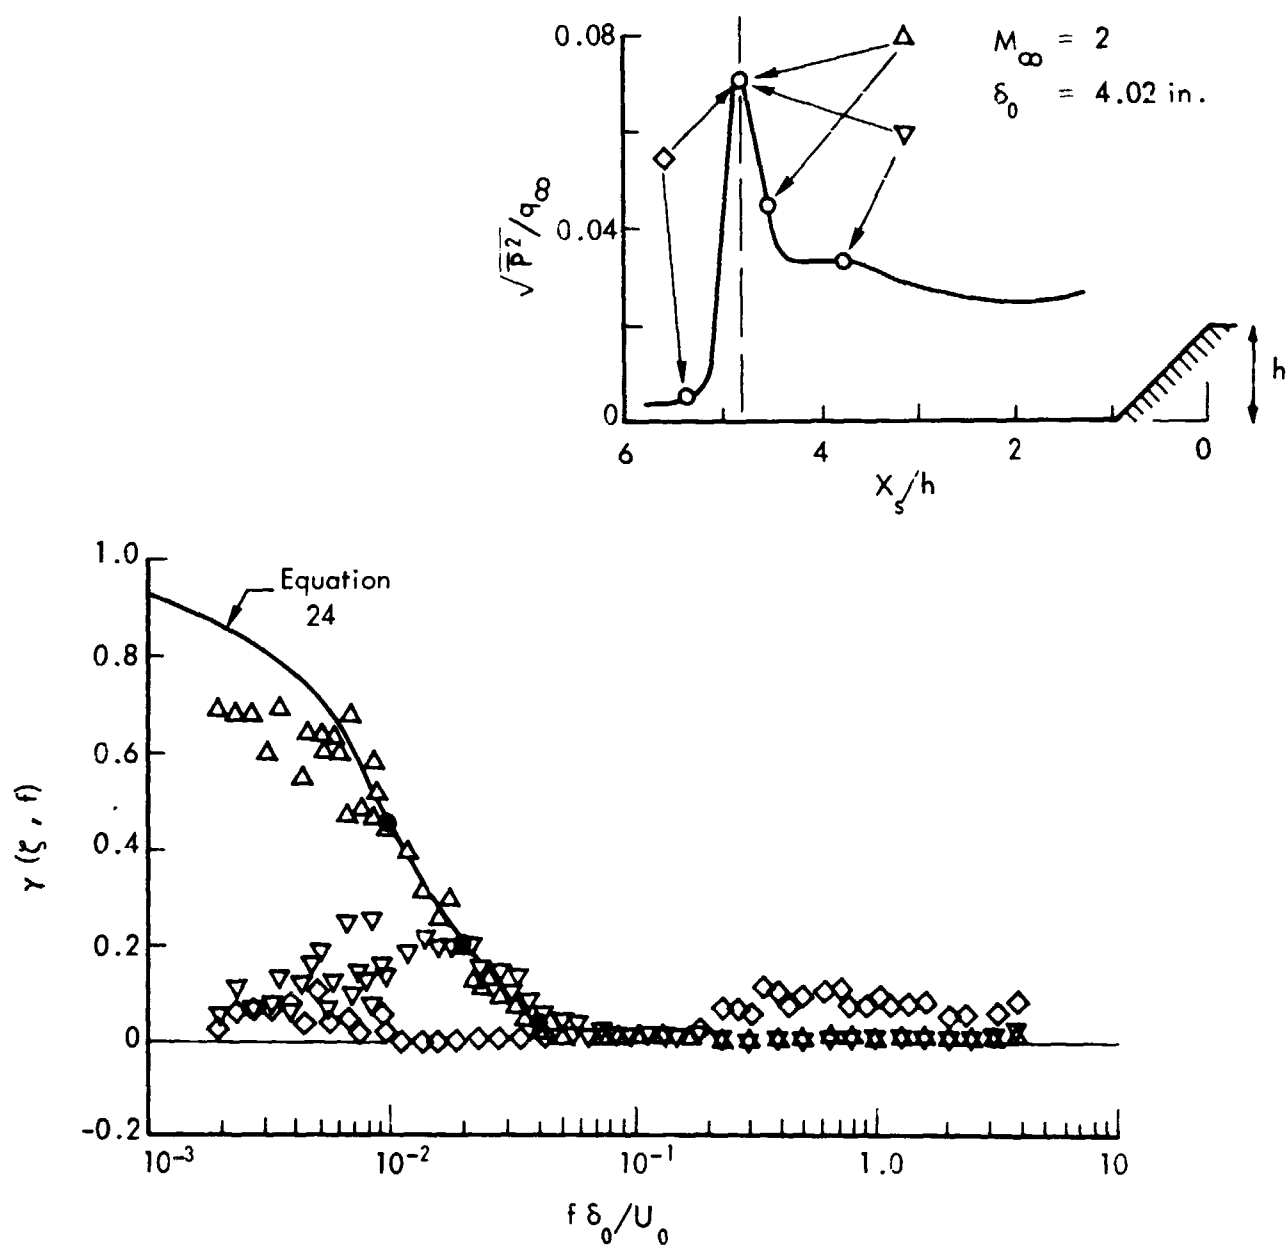 0.08
M∞ = 2
δ0 = 4.02 in.
√P²/q∞
0.04
0
h
6 4 2 0
Xs/h
1.0
Equation
24
0.8
0.6
γ (ζ , f)
0.4
0.2
0
-0.2
10-3 10-2 10-1 1.0 10
f δ0/U0